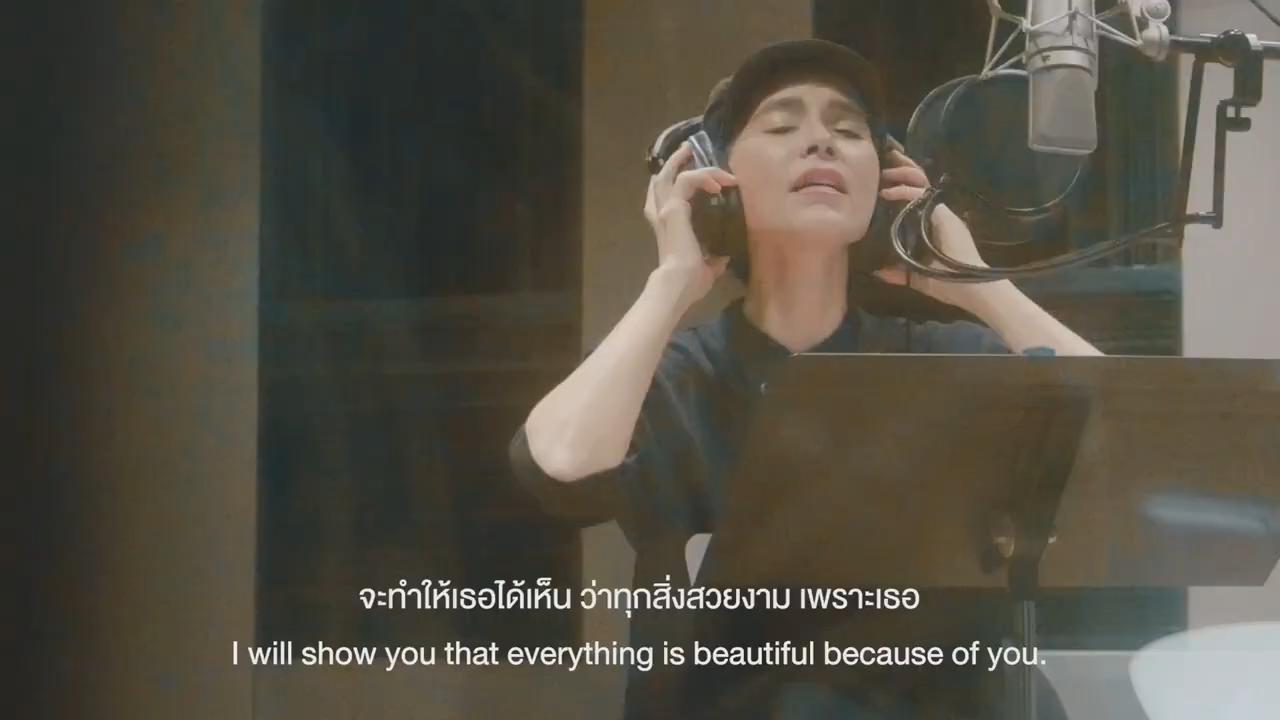 จะทำให้เธอได้เห็น ว่าทุกสิ่งสวยงาม เพราะเธอ
I will show you that everything is beautiful because of you.